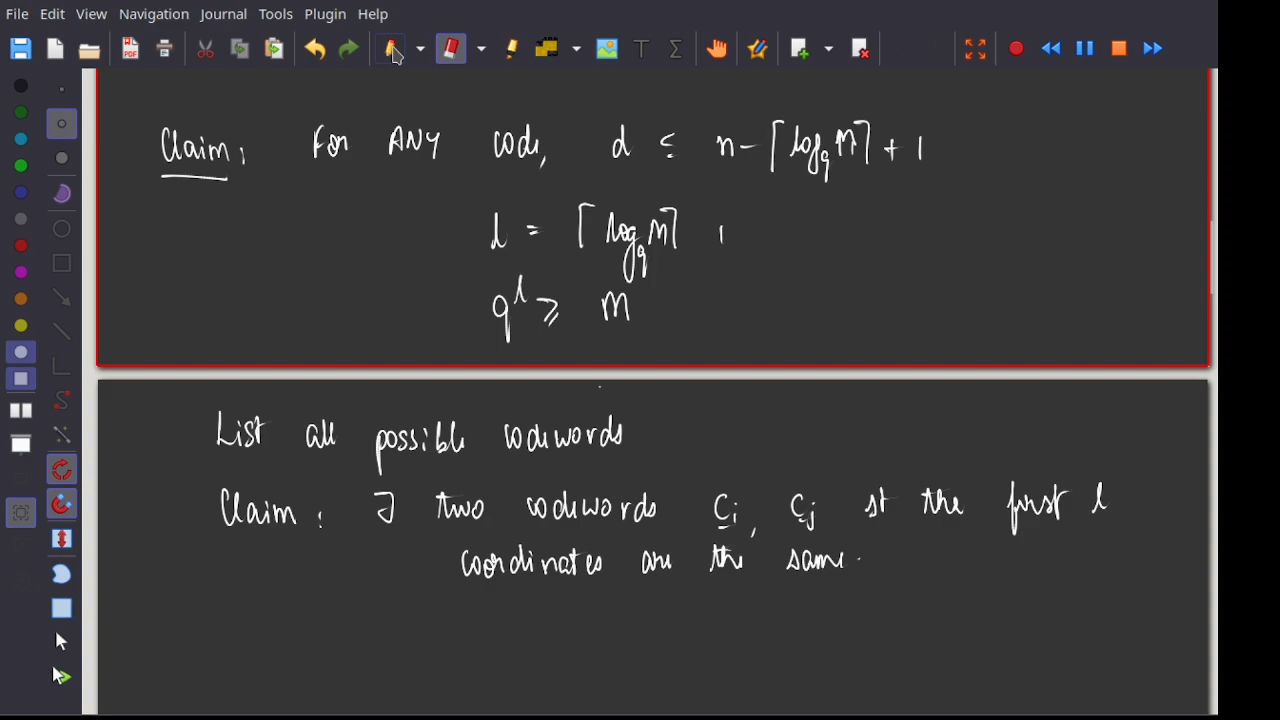 File Edit View Navigation Journal Tools Plugin Help
Claim: For ANY code, d ≤ n - ⌈log_q M⌉ + 1
l = ⌈log_q M⌉
q^l ≥ M
List all possible codewords
Claim: ∃ two codewords c_i, c_j st the first l
coordinates are the same.